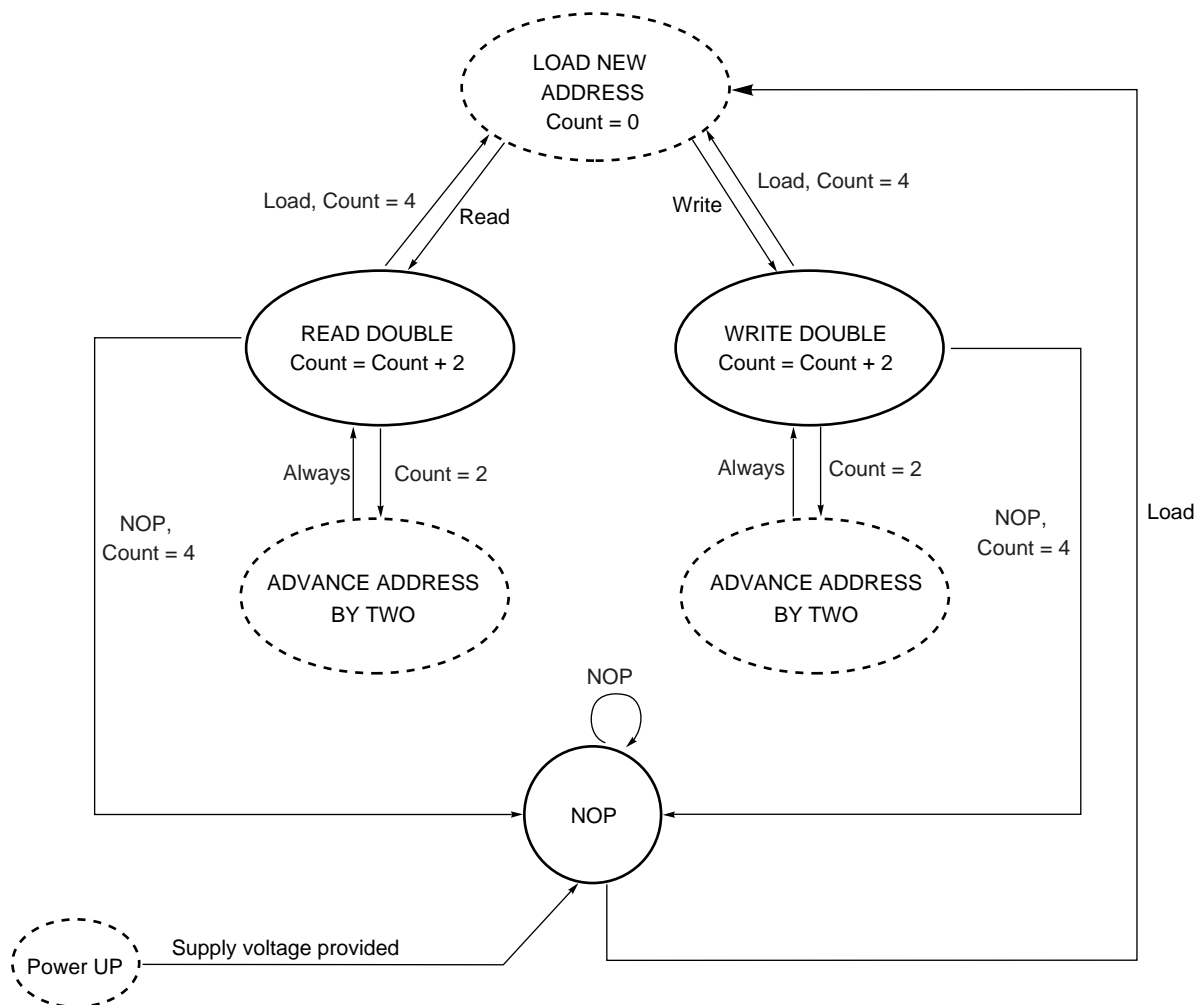 LOAD NEW
ADDRESS
Count = 0
Load, Count = 4
Read
Write
Load, Count = 4
READ DOUBLE
Count = Count + 2
WRITE DOUBLE
Count = Count + 2
Always
Count = 2
Always
Count = 2
NOP,
Count = 4
NOP,
Count = 4
Load
ADVANCE ADDRESS
BY TWO
ADVANCE ADDRESS
BY TWO
NOP
NOP
Supply voltage provided
Power UP